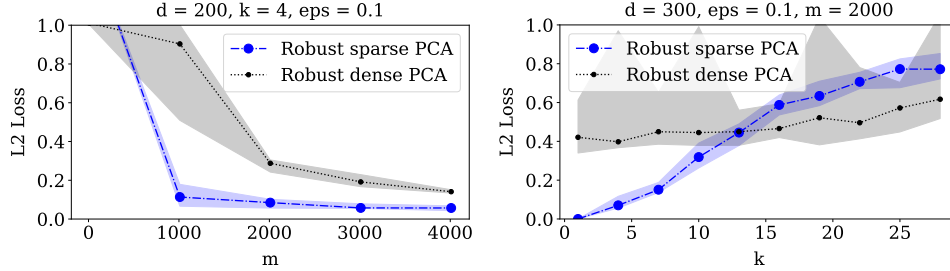 d = 200, k = 4, eps = 0.1
L2 Loss
1.0
0.8
0.6
0.4
0.2
0.0
Robust sparse PCA
Robust dense PCA
0 1000 2000 3000 4000
m
d = 300, eps = 0.1, m = 2000
L2 Loss
1.0
0.8
0.6
0.4
0.2
0.0
Robust sparse PCA
Robust dense PCA
0 5 10 15 20 25
k